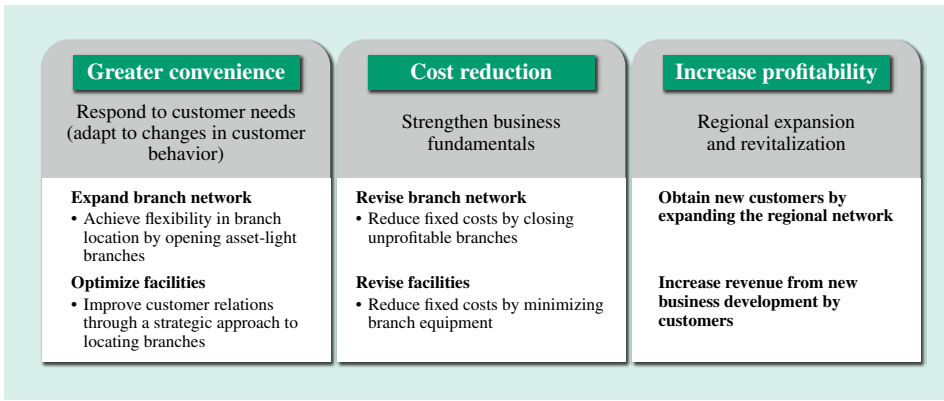 Greater convenience
Respond to customer needs
(adapt to changes in customer
behavior)
Expand branch network
• Achieve flexibility in branch
location by opening asset-light
branches
Optimize facilities
• Improve customer relations
through a strategic approach to
locating branches
Cost reduction
Strengthen business
fundamentals
Revise branch network
• Reduce fixed costs by closing
unprofitable branches
Revise facilities
• Reduce fixed costs by minimizing
branch equipment
Increase profitability
Regional expansion
and revitalization
Obtain new customers by
expanding the regional network
Increase revenue from new
business development by
customers